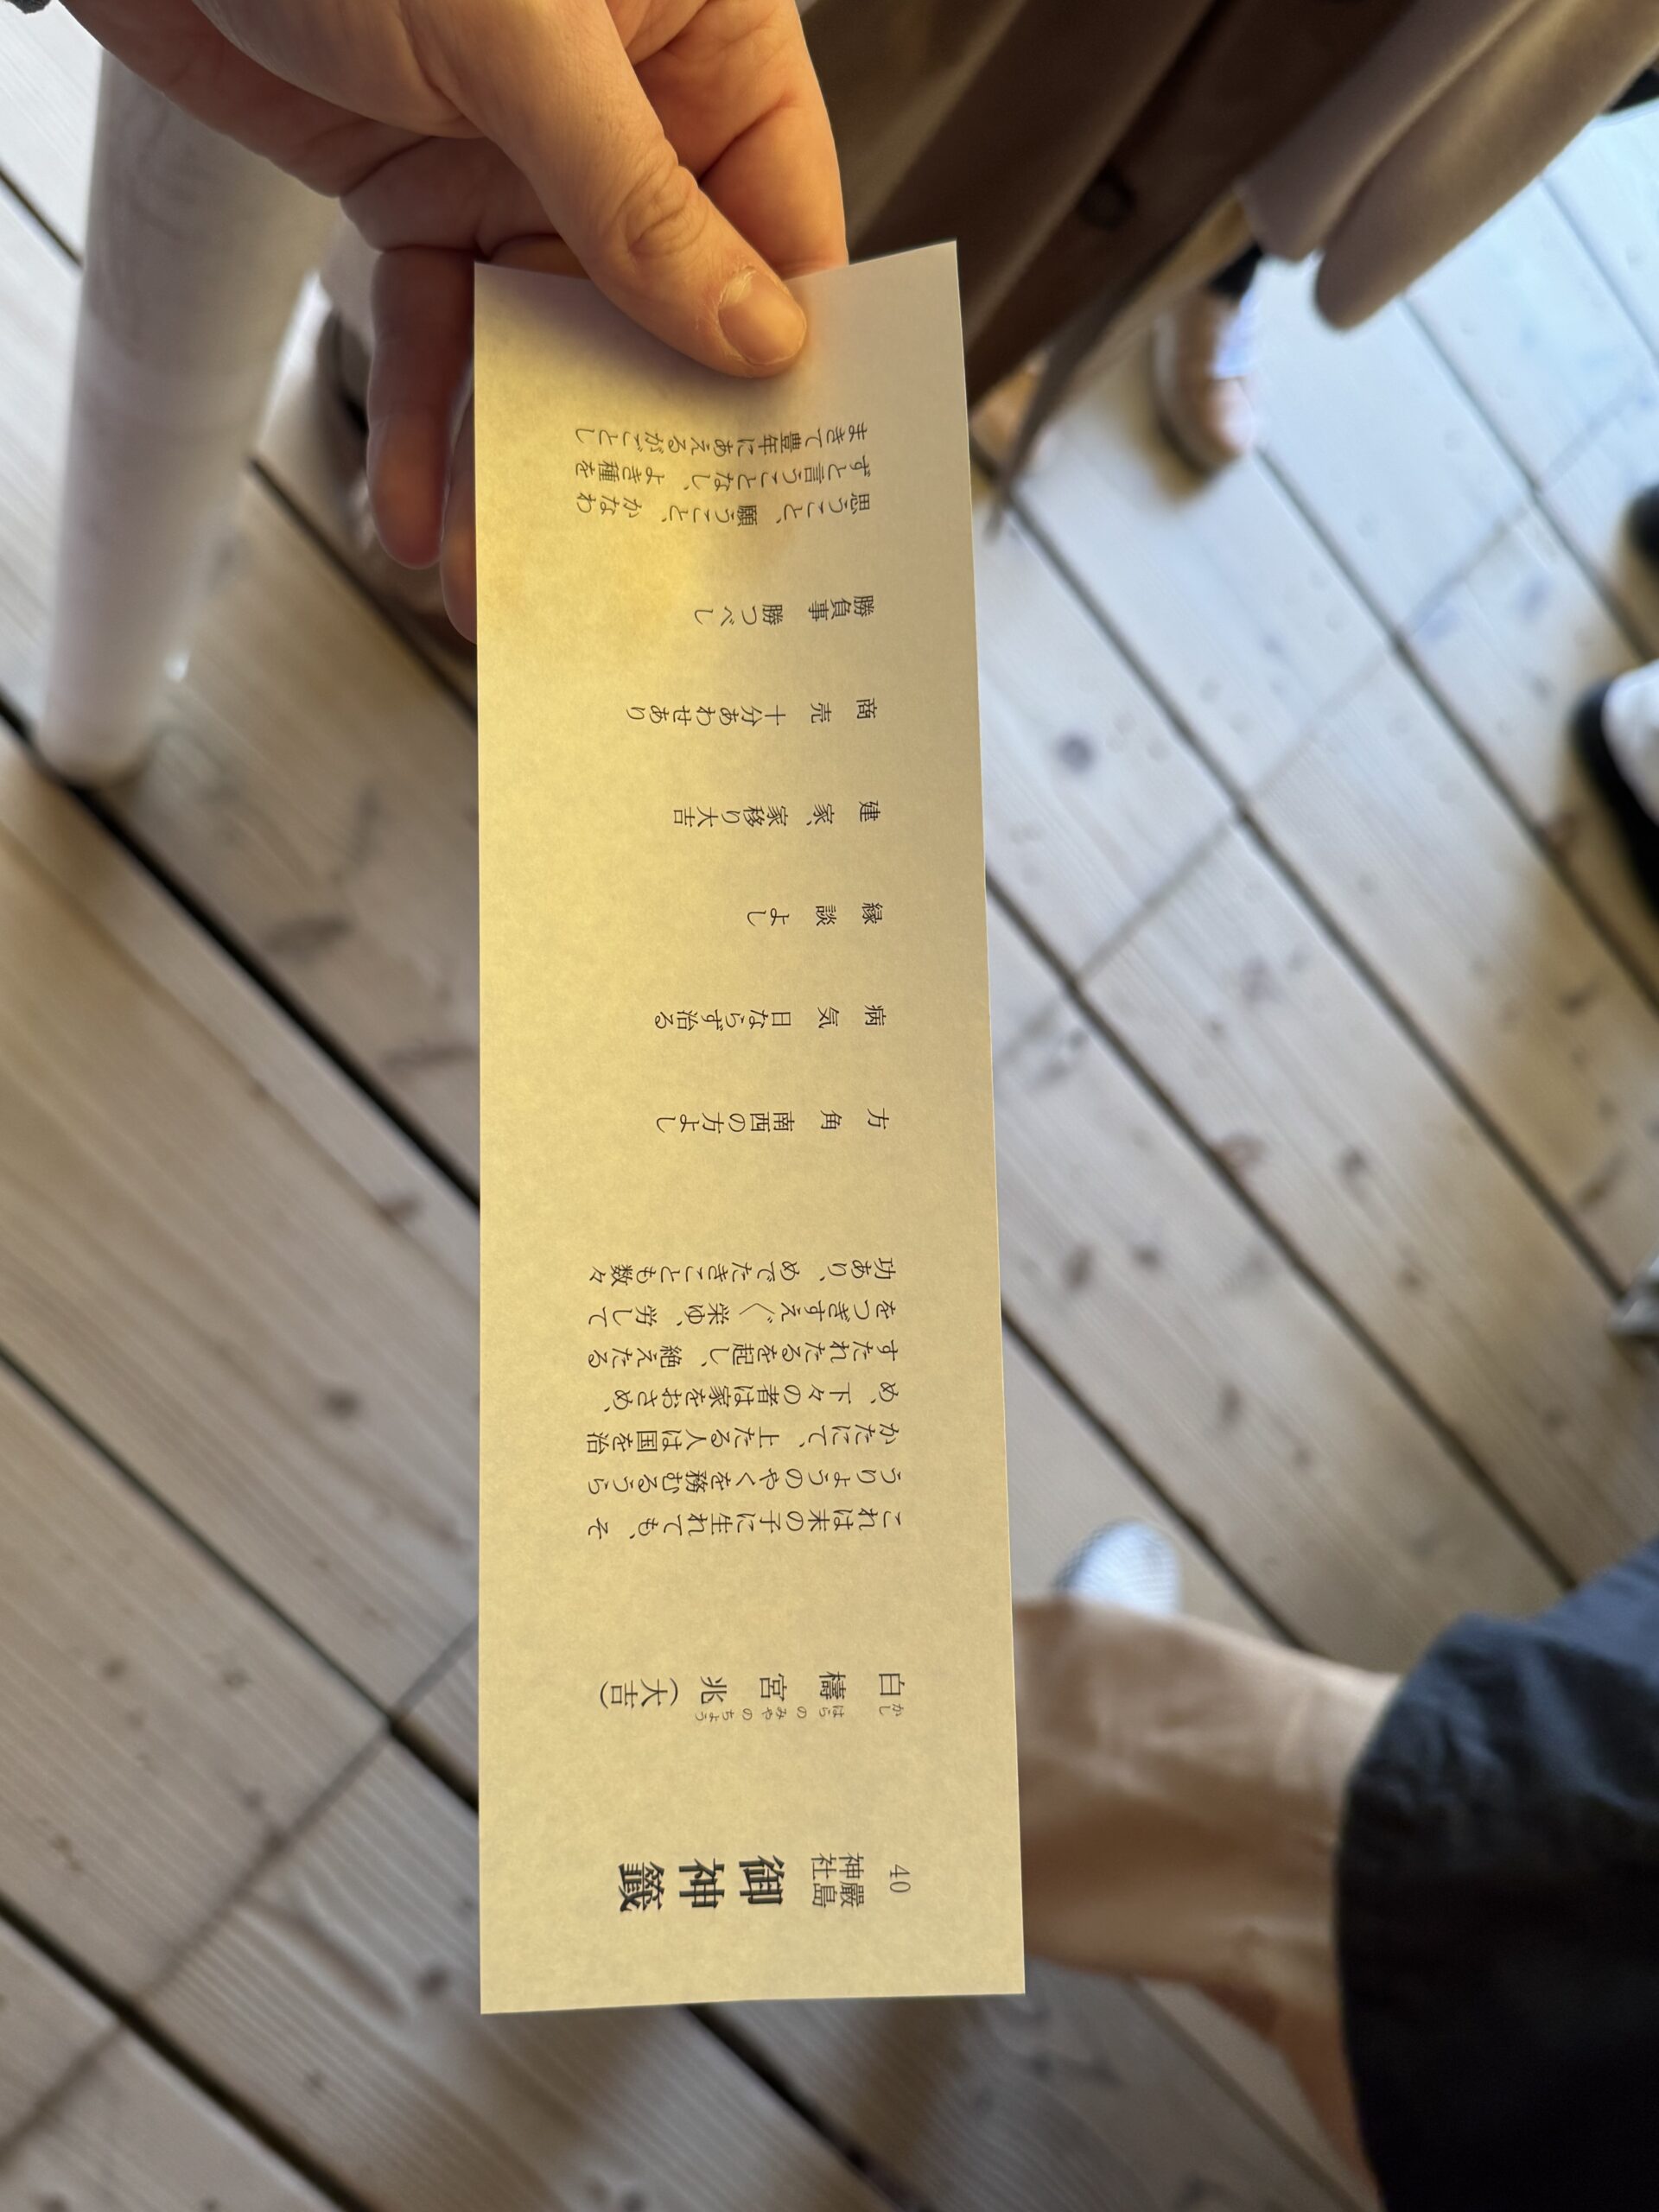 40
厳島
神社
御神籤
白檮宮兆（大吉）
かしはらのみやのちょう
これは末の子に生れても、そ
うりようのやくを務むるうら
かたにて、上たる人は国を治
め、下々の者は家をおさめ、
すたれたるを起し、絶えたる
をつぎすえ〲栄ゆ、労して
功あり、めでたきことも数々
方角　南西の方よし
病気　日ならず治る
縁談　よし
建家、家移り大吉
商売　十分あわせあり
勝負事　勝つべし
思うこと、願うこと、かなわ
ずと言うことなし、よき種を
まきて豊年にあえるがごとし